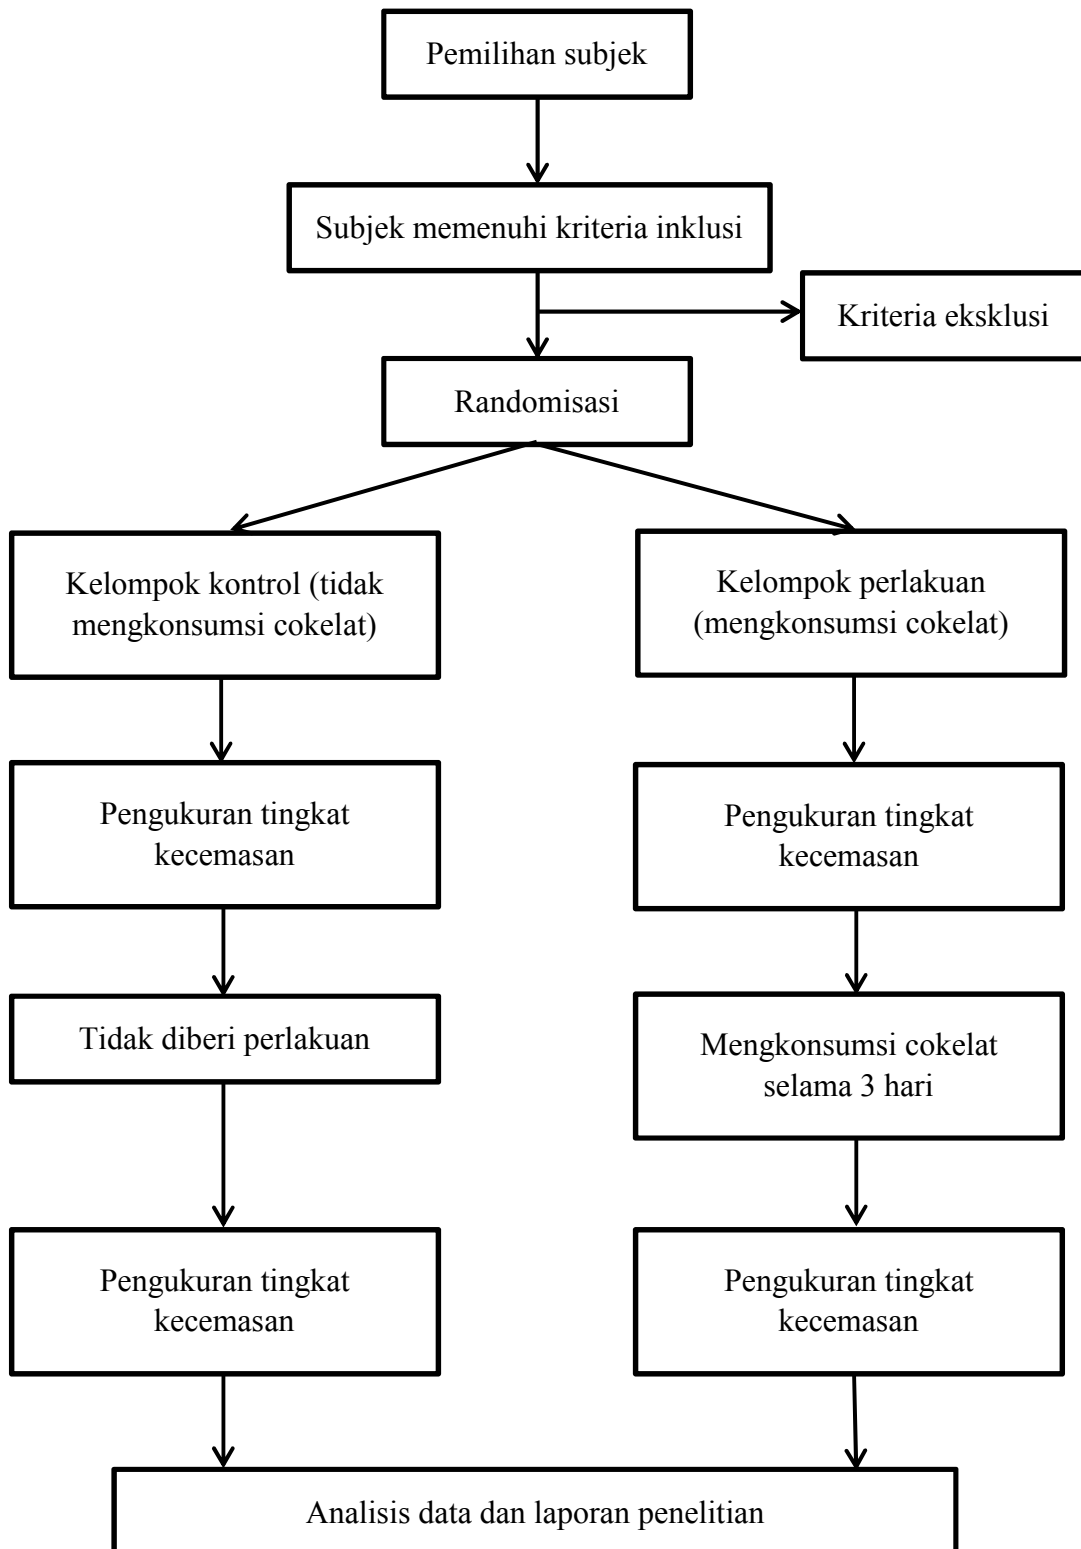 Pemilihan subjek
Subjek memenuhi kriteria inklusi
Kriteria eksklusi
Randomisasi
Kelompok kontrol (tidak
mengkonsumsi cokelat)
Kelompok perlakuan
(mengkonsumsi cokelat)
Pengukuran tingkat
kecemasan
Pengukuran tingkat
kecemasan
Tidak diberi perlakuan
Mengkonsumsi cokelat
selama 3 hari
Pengukuran tingkat
kecemasan
Pengukuran tingkat
kecemasan
Analisis data dan laporan penelitian